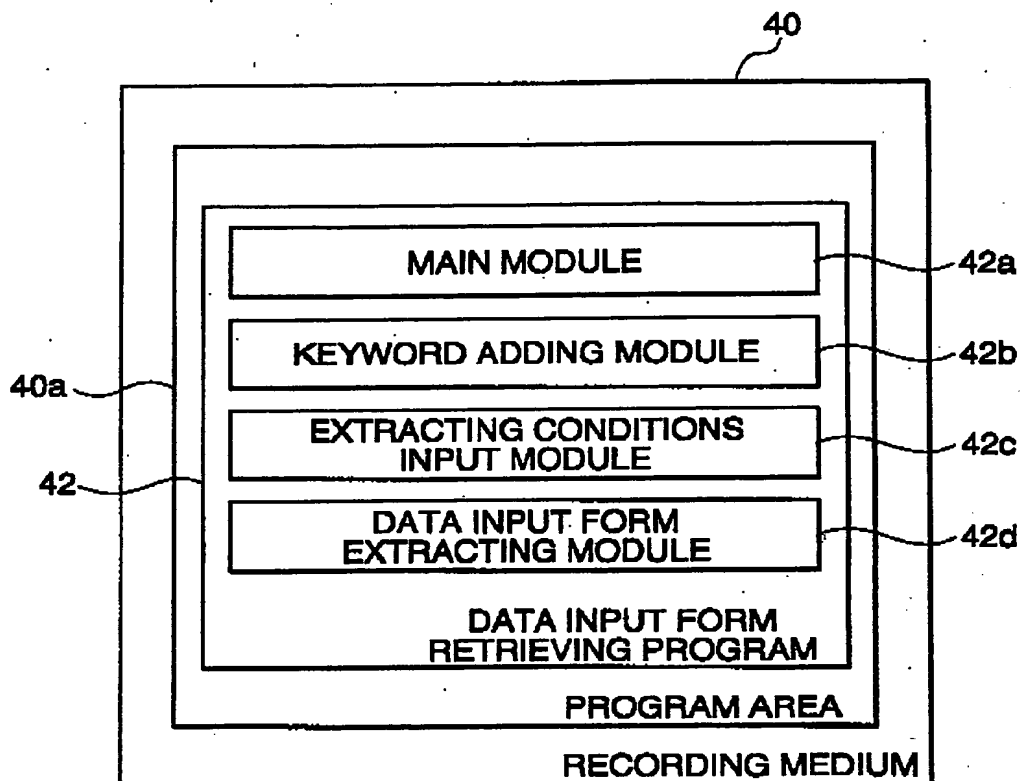 40
MAIN MODULE
42a
KEYWORD ADDING MODULE
42b
40a
EXTRACTING CONDITIONS
INPUT MODULE
42c
42
DATA INPUT FORM
EXTRACTING MODULE
42d
DATA INPUT FORM
RETRIEVING PROGRAM
PROGRAM AREA
RECORDING MEDIUM